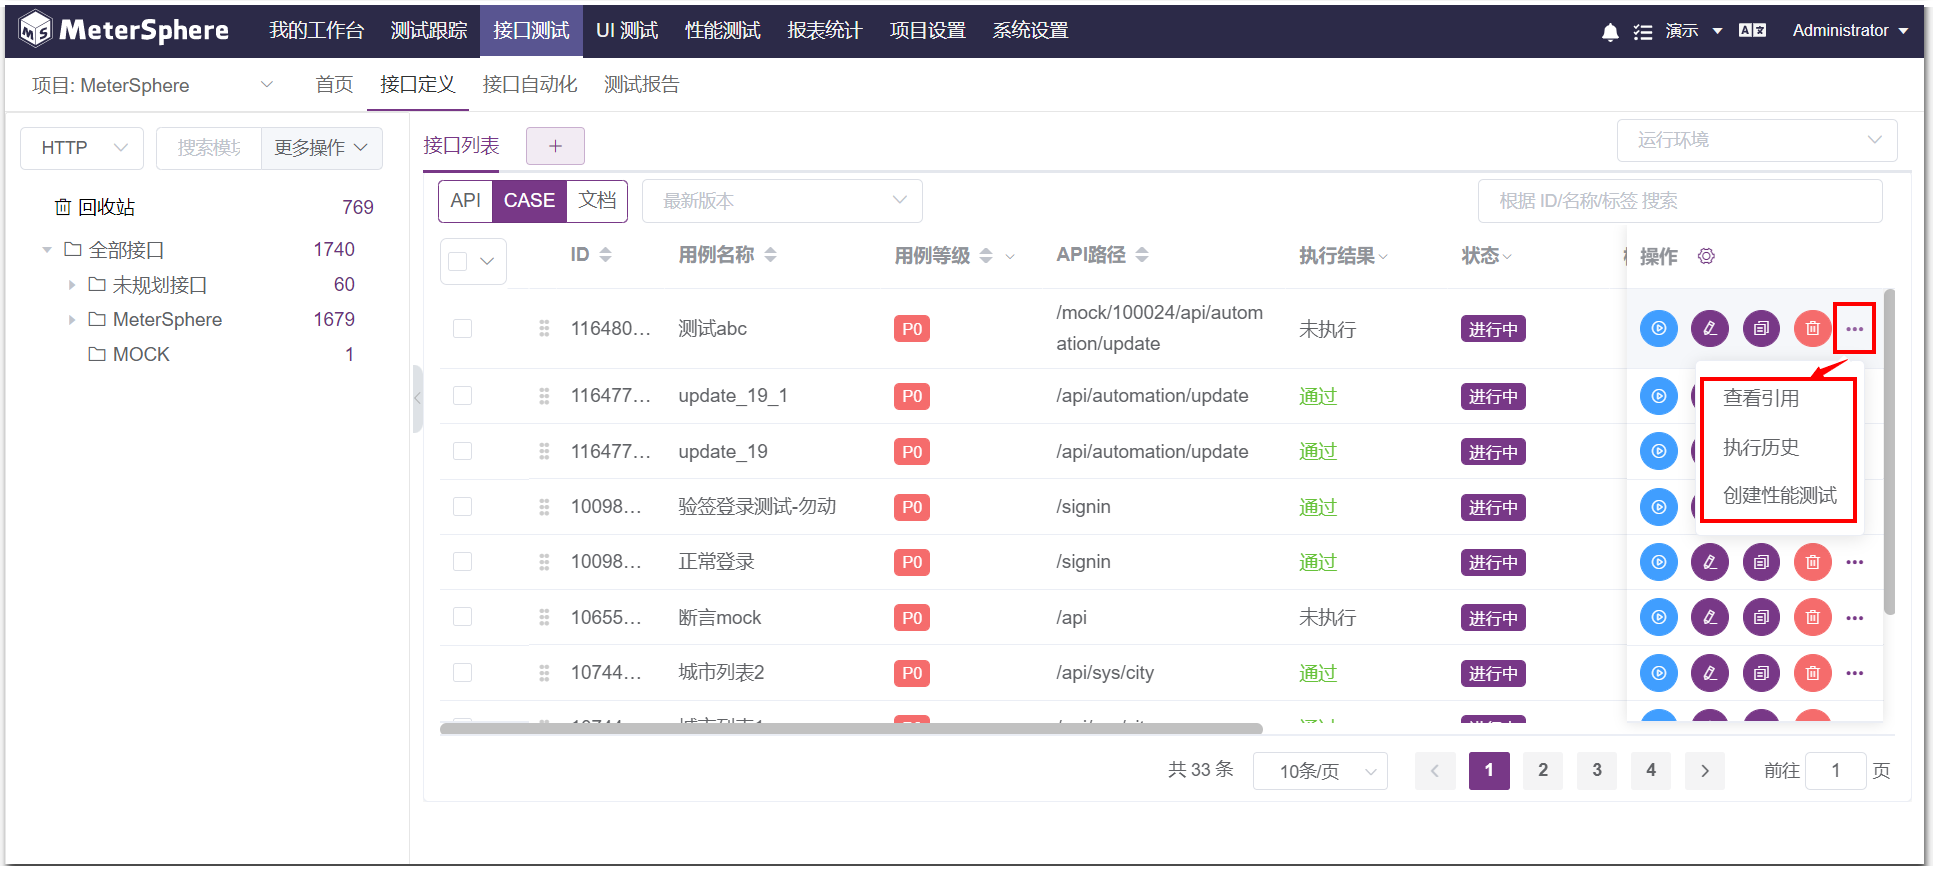 MeterSphere 我的工作台 测试跟踪 接口测试 UI 测试 性能测试 报表统计 项目设置 系统设置 演示 Administrator
项目: MeterSphere 首页 接口定义 接口自动化 测试报告
HTTP 搜索模块 更多操作
回收站 769
全部接口 1740
未规划接口 60
MeterSphere 1679
MOCK 1
接口列表 + 运行环境
API CASE 文档 最新版本 根据 ID/名称/标签 搜索
ID 用例名称 用例等级 API路径 执行结果 状态 操作
116480... 测试abc P0 /mock/100024/api/autom
ation/update 未执行 进行中
116477... update_19_1 P0 /api/automation/update 通过 进行中
查看引用
116477... update_19 P0 /api/automation/update 通过 进行中
执行历史
10098... 验签登录测试-勿动 P0 /signin 通过 进行中
创建性能测试
10098... 正常登录 P0 /signin 通过 进行中
10655... 断言mock P0 /api 未执行 进行中
10744... 城市列表2 P0 /api/sys/city 通过 进行中
共 33 条 10条/页 1 2 3 4 前往 1 页